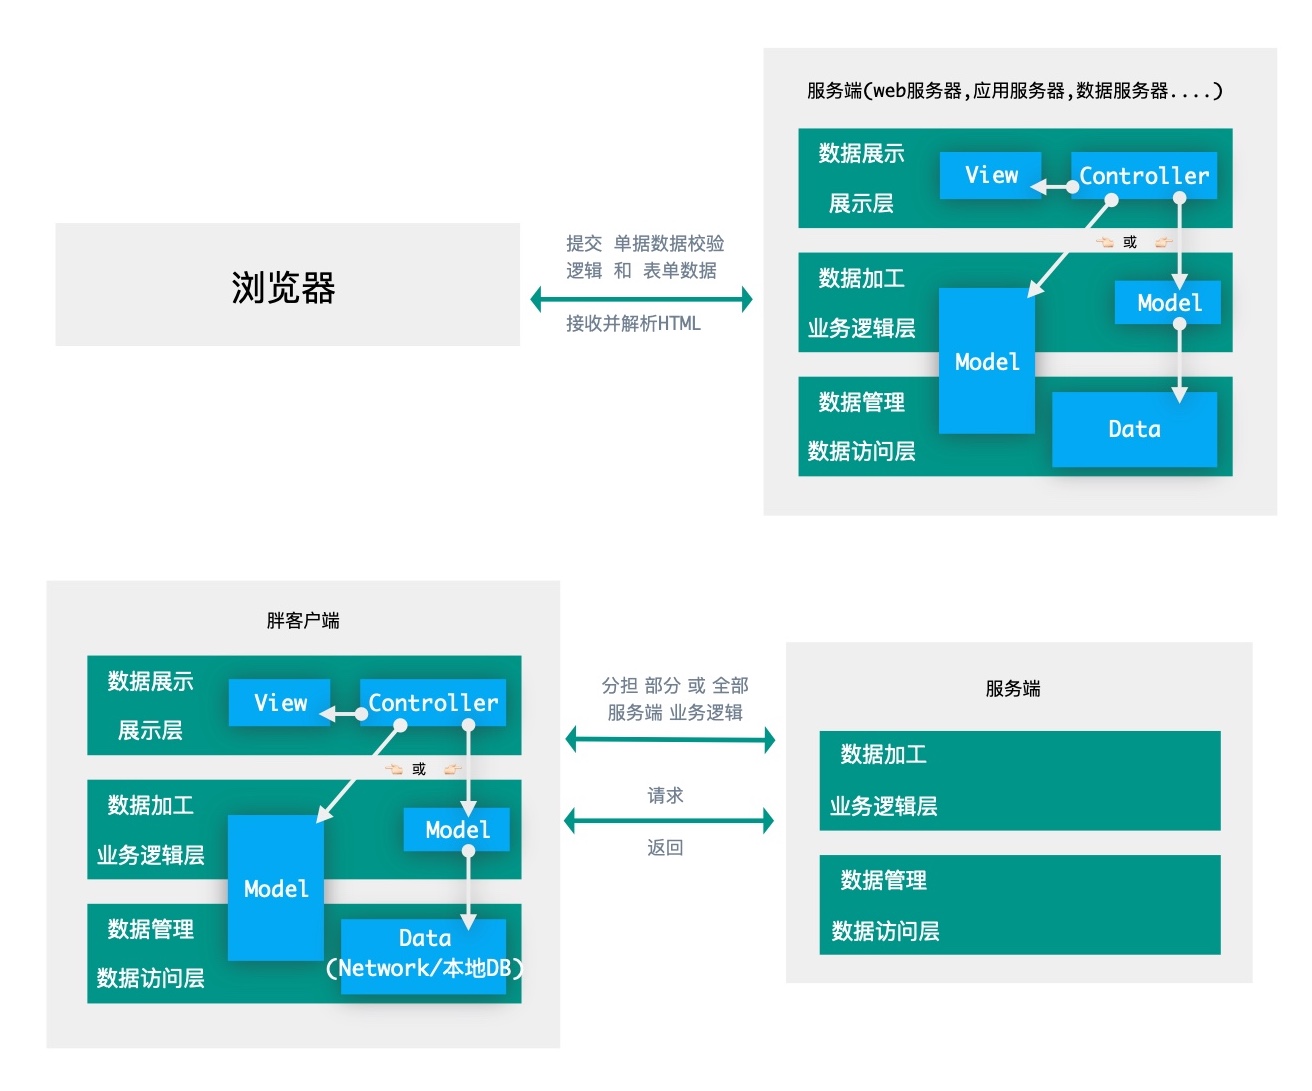 服务端(web服务器,应用服务器,数据服务器....)
数据展示
展示层
View
Controller
👈🏻 或 👉🏻
数据加工
业务逻辑层
Model
Model
数据管理
数据访问层
Data
浏览器
提交 单据数据校验
逻辑 和 表单数据
接收并解析HTML
胖客户端
数据展示
展示层
View
Controller
👈🏻 或 👉🏻
数据加工
业务逻辑层
Model
Model
数据管理
数据访问层
Data
(Network/本地DB)
分担 部分 或 全部
服务端 业务逻辑
请求
返回
服务端
数据加工
业务逻辑层
数据管理
数据访问层